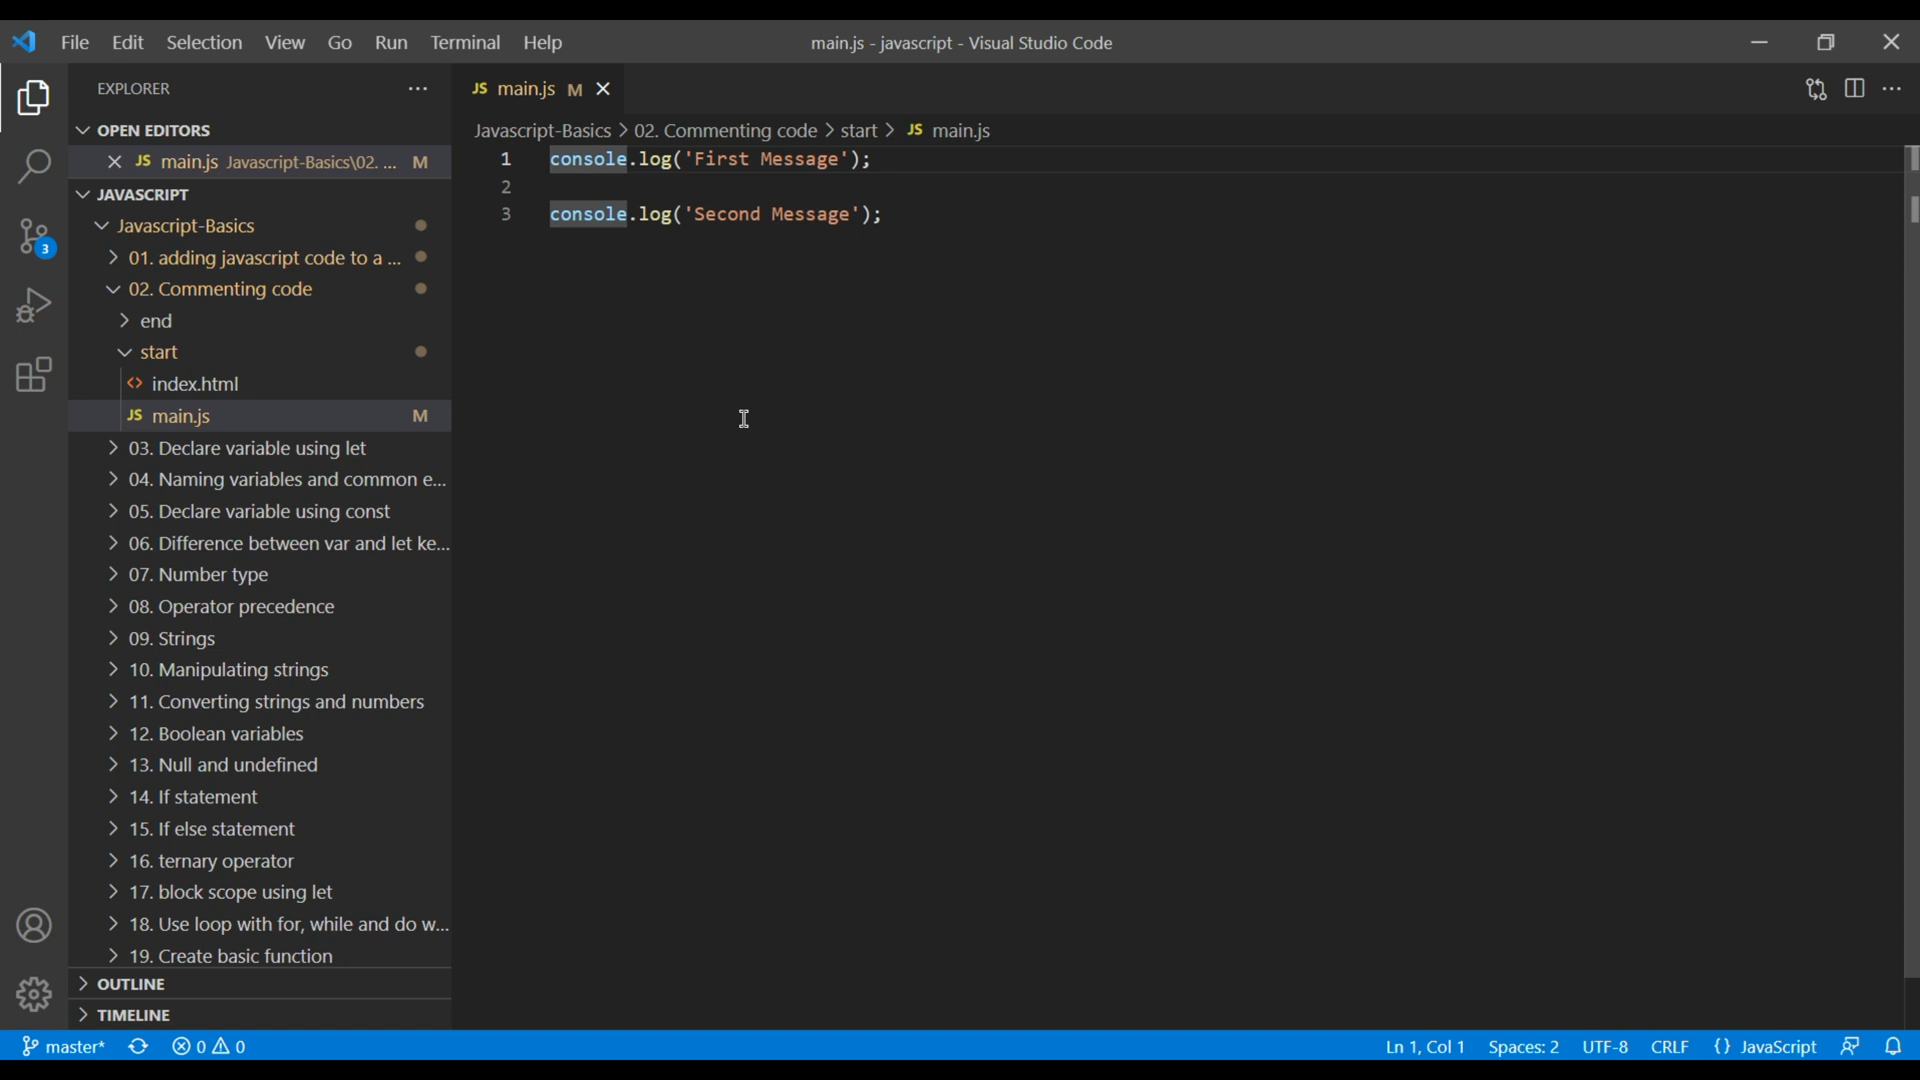 File Edit Selection View Go Run Terminal Help main.js - javascript - Visual Studio Code
EXPLORER ···
JS main.js M
OPEN EDITORS
JS main.js Javascript-Basics\02. ... M
Javascript-Basics > 02. Commenting code > start > JS main.js
1 console.log('First Message');
2
3 console.log('Second Message');
JAVASCRIPT
Javascript-Basics
01. adding javascript code to a ...
02. Commenting code
end
start
index.html
JS main.js M
03. Declare variable using let
04. Naming variables and common e...
05. Declare variable using const
06. Difference between var and let ke...
07. Number type
08. Operator precedence
09. Strings
10. Manipulating strings
11. Converting strings and numbers
12. Boolean variables
13. Null and undefined
14. If statement
15. If else statement
16. ternary operator
17. block scope using let
18. Use loop with for, while and do w...
19. Create basic function
OUTLINE
TIMELINE
3
master* 0 0 Ln 1, Col 1 Spaces: 2 UTF-8 CRLF {} JavaScript